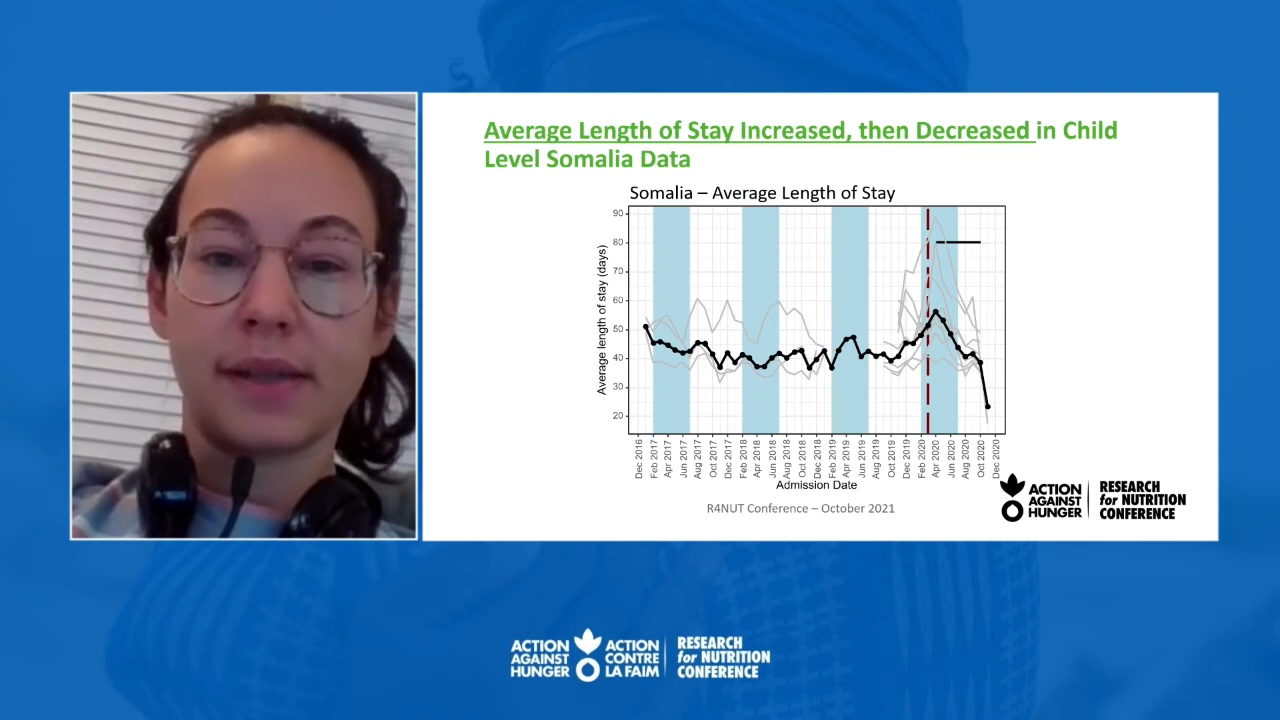 Average Length of Stay Increased, then Decreased in Child
Level Somalia Data
Somalia – Average Length of Stay
Average length of stay (days)
90
80
70
60
50
40
30
20
Dec 2016
Feb 2017
Apr 2017
Jun 2017
Aug 2017
Oct 2017
Dec 2017
Feb 2018
Apr 2018
Jun 2018
Aug 2018
Oct 2018
Dec 2018
Feb 2019
Apr 2019
Jun 2019
Aug 2019
Oct 2019
Dec 2019
Feb 2020
Apr 2020
Jun 2020
Aug 2020
Oct 2020
Dec 2020
Admission Date
R4NUT Conference – October 2021
ACTION
AGAINST
HUNGER
RESEARCH
for NUTRITION
CONFERENCE
ACTION
AGAINST
HUNGER
ACTION
CONTRE
LA FAIM
RESEARCH
for NUTRITION
CONFERENCE